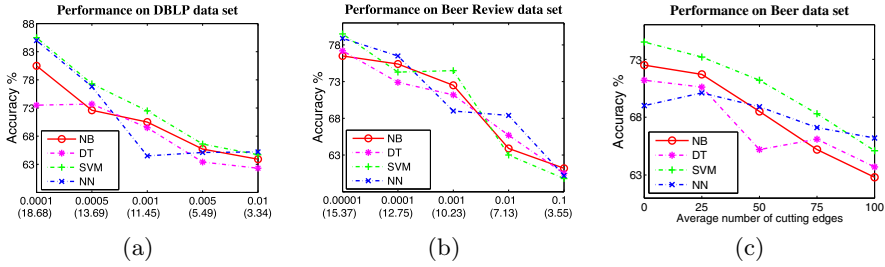 Performance on DBLP data set
Accuracy %
88
83
78
73
68
63
NB
DT
SVM
NN
0.0001 0.0005 0.001 0.005 0.01
(18.68) (13.69) (11.45) (5.49) (3.34)
(a)
Performance on Beer Review data set
Accuracy %
78
73
68
63
NB
DT
SVM
NN
0.00001 0.0001 0.001 0.01 0.1
(15.37) (12.75) (10.23) (7.13) (3.55)
(b)
Performance on Beer data set
Accuracy %
73
68
63
NB
DT
SVM
NN
0 25 50 75 100
Average number of cutting edges
(c)